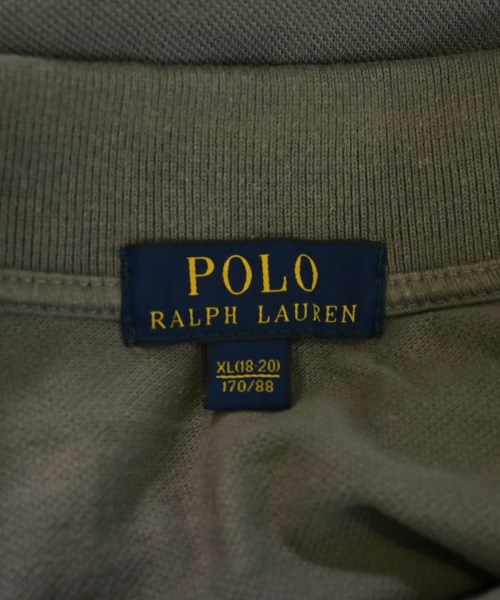 POLO
RALPH LAUREN
XL(18-20)
170/88